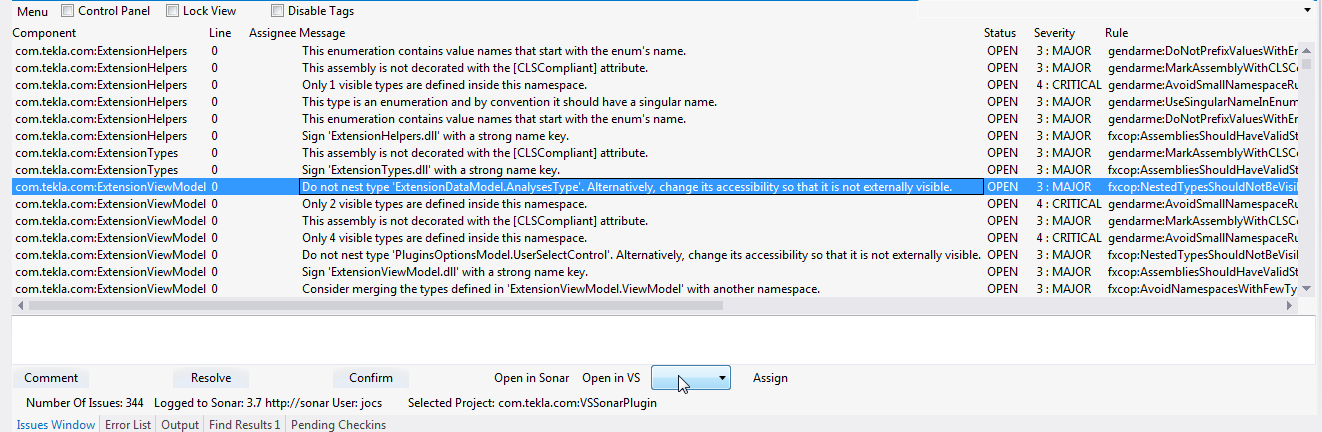 Menu Control Panel Lock View Disable Tags
Component Line Assignee Message Status Severity Rule
com.tekla.com:ExtensionHelpers 0 This enumeration contains value names that start with the enum's name. OPEN 3 : MAJOR gendarme:DoNotPrefixValuesWithEn
com.tekla.com:ExtensionHelpers 0 This assembly is not decorated with the [CLSCompliant] attribute. OPEN 3 : MAJOR gendarme:MarkAssemblyWithCLSCo
com.tekla.com:ExtensionHelpers 0 Only 1 visible types are defined inside this namespace. OPEN 4 : CRITICAL gendarme:AvoidSmallNamespaceRu
com.tekla.com:ExtensionHelpers 0 This type is an enumeration and by convention it should have a singular name. OPEN 3 : MAJOR gendarme:UseSingularNameInEnum
com.tekla.com:ExtensionHelpers 0 This enumeration contains value names that start with the enum's name. OPEN 3 : MAJOR gendarme:DoNotPrefixValuesWithEn
com.tekla.com:ExtensionHelpers 0 Sign 'ExtensionHelpers.dll' with a strong name key. OPEN 3 : MAJOR fxcop:AssembliesShouldHaveValidSt
com.tekla.com:ExtensionTypes 0 This assembly is not decorated with the [CLSCompliant] attribute. OPEN 3 : MAJOR gendarme:MarkAssemblyWithCLSCo
com.tekla.com:ExtensionTypes 0 Sign 'ExtensionTypes.dll' with a strong name key. OPEN 3 : MAJOR fxcop:AssembliesShouldHaveValidSt
com.tekla.com:ExtensionViewModel 0 Do not nest type 'ExtensionDataModel.AnalysesType'. Alternatively, change its accessibility so that it is not externally visible. OPEN 3 : MAJOR fxcop:NestedTypesShouldNotBeVisil
com.tekla.com:ExtensionViewModel 0 Only 2 visible types are defined inside this namespace. OPEN 4 : CRITICAL gendarme:AvoidSmallNamespaceRu
com.tekla.com:ExtensionViewModel 0 This assembly is not decorated with the [CLSCompliant] attribute. OPEN 3 : MAJOR gendarme:MarkAssemblyWithCLSCo
com.tekla.com:ExtensionViewModel 0 Only 4 visible types are defined inside this namespace. OPEN 4 : CRITICAL gendarme:AvoidSmallNamespaceRu
com.tekla.com:ExtensionViewModel 0 Do not nest type 'PluginsOptionsModel.UserSelectControl'. Alternatively, change its accessibility so that it is not externally visible. OPEN 3 : MAJOR fxcop:NestedTypesShouldNotBeVisil
com.tekla.com:ExtensionViewModel 0 Sign 'ExtensionViewModel.dll' with a strong name key. OPEN 3 : MAJOR fxcop:AssembliesShouldHaveValidSt
com.tekla.com:ExtensionViewModel 0 Consider merging the types defined in 'ExtensionViewModel.ViewModel' with another namespace. OPEN 3 : MAJOR fxcop:AvoidNamespacesWithFewTy
Comment Resolve Confirm Open in Sonar Open in VS Assign
Number Of Issues: 344 Logged to Sonar: 3.7 http://sonar User: jocs Selected Project: com.tekla.com:VSSonarPlugin
Issues Window Error List Output Find Results 1 Pending Checkins